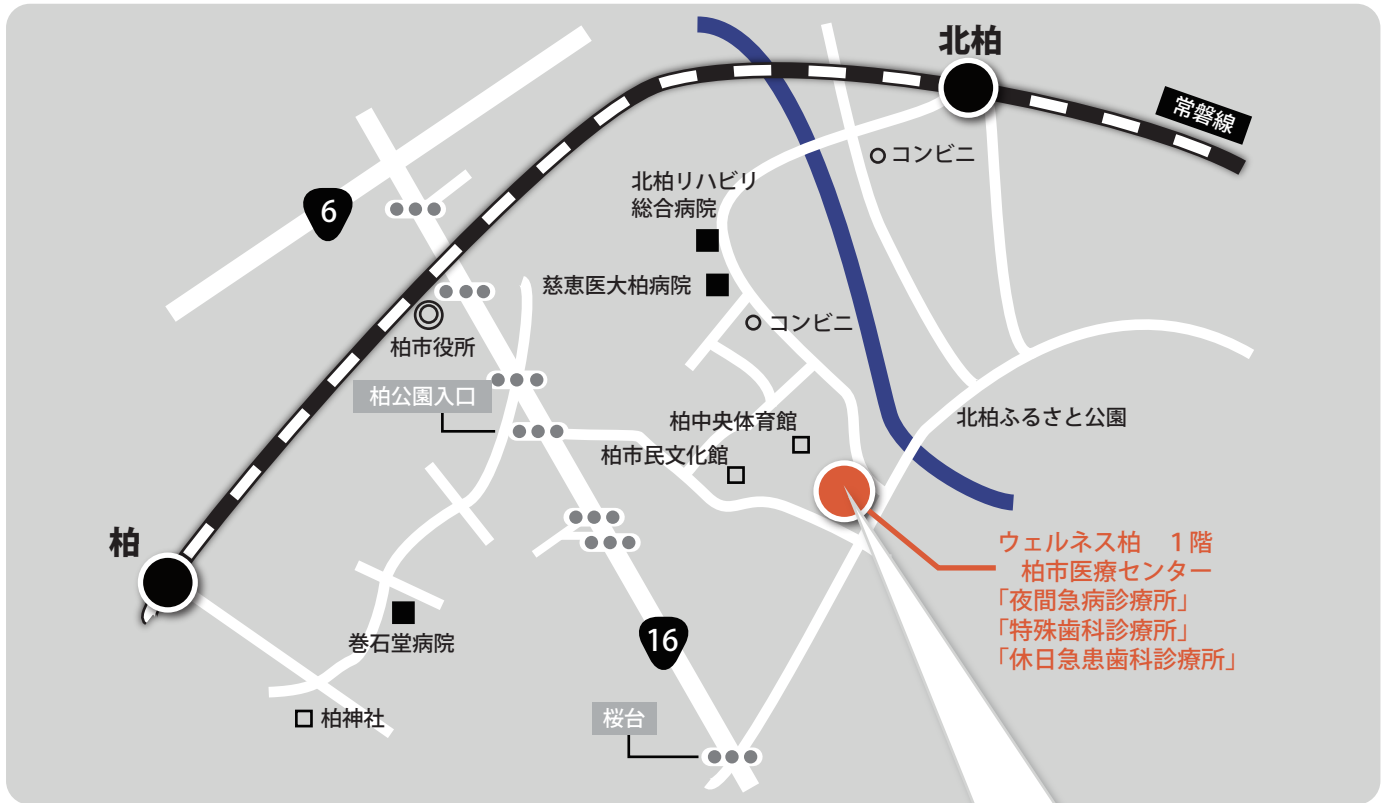 北柏
常磐線
コンビニ
北柏リハビリ
総合病院
6
慈恵医大柏病院
コンビニ
柏市役所
柏公園入口
柏中央体育館
北柏ふるさと公園
柏市民文化館
柏
ウェルネス柏　1階
柏市医療センター
「夜間急病診療所」
「特殊歯科診療所」
「休日急患歯科診療所」
巻石堂病院
16
柏神社
桜台